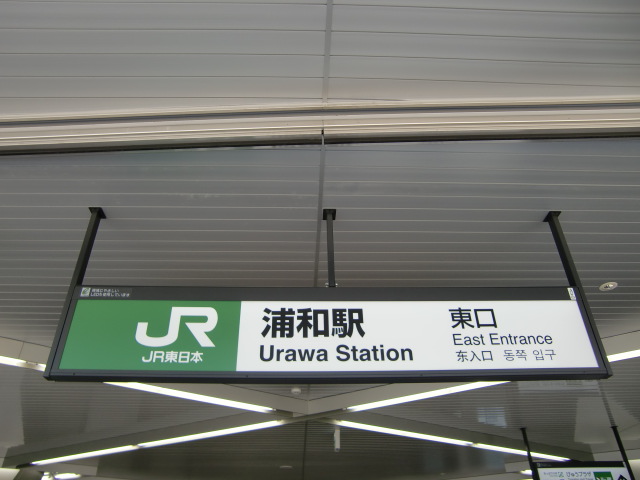 JR
JR東日本
浦和駅
Urawa Station
東口
East Entrance
东入口 동쪽 입구